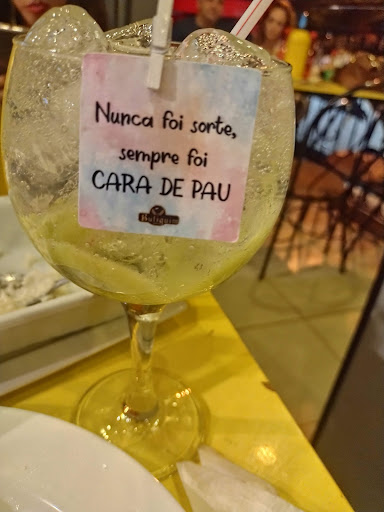 Nunca foi sorte,
sempre foi
CARA DE PAU